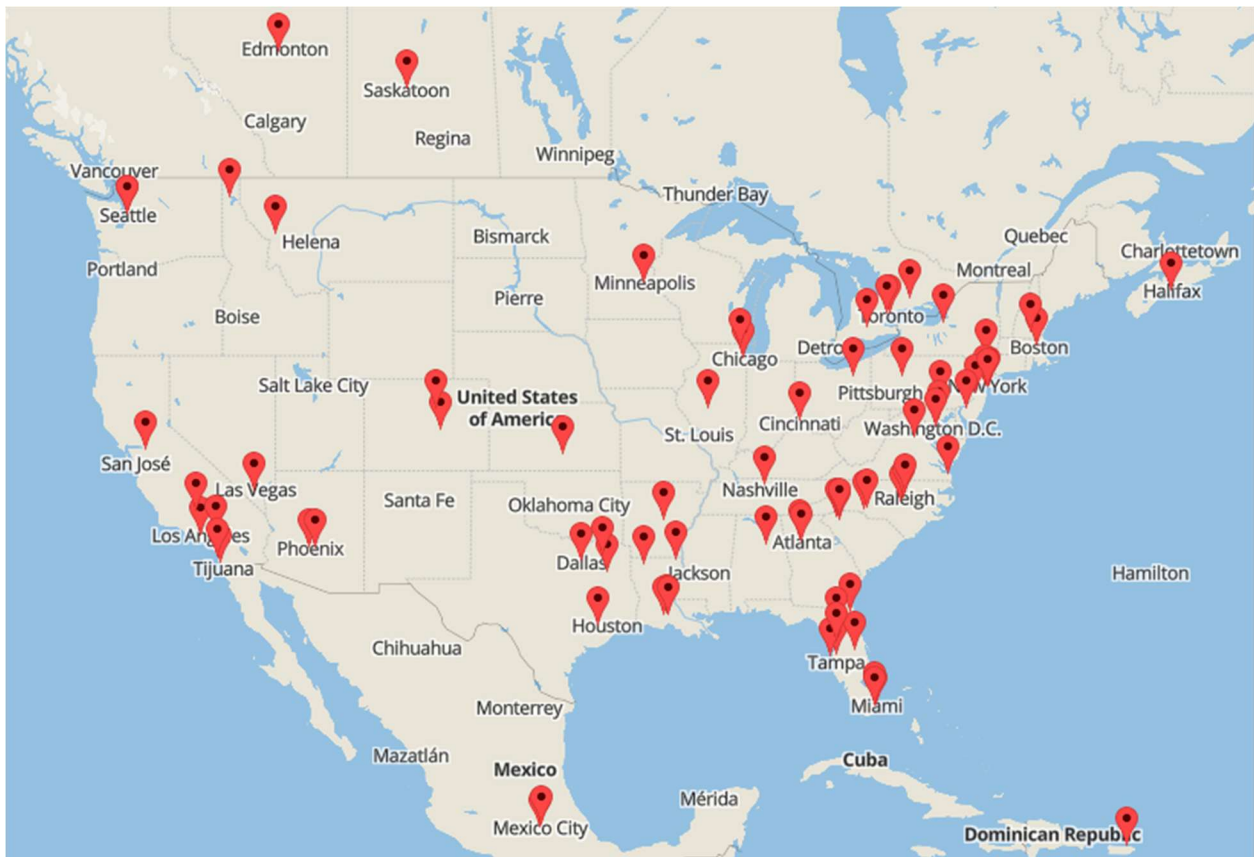 Edmonton
Saskatoon
Calgary
Regina
Winnipeg
Vancouver
Thunder Bay
Seattle
Helena
Bismarck
Quebec
Charlottetown
Portland
Montreal
Minneapolis
Halifax
Pierre
Boise
Toronto
Chicago
Detro
Boston
Salt Lake City
United States
of America
Pittsburgh
New York
Cincinnati
Washington D.C.
St. Louis
San José
Las Vegas
Nashville
Santa Fe
Oklahoma City
Raleigh
Los Angeles
Phoenix
Atlanta
Dallas
Tijuana
Jackson
Hamilton
Houston
Chihuahua
Tampa
Monterrey
Miami
Mazatlán
Cuba
Mexico
Mérida
Mexico City
Dominican Republic